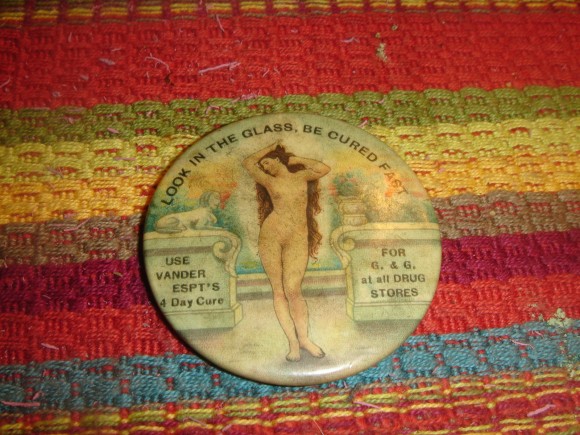 LOOK IN THE GLASS, BE CURED FAST
USE
VANDER
ESPT'S
4 Day Cure
FOR
G. & G.
at all DRUG
STORES